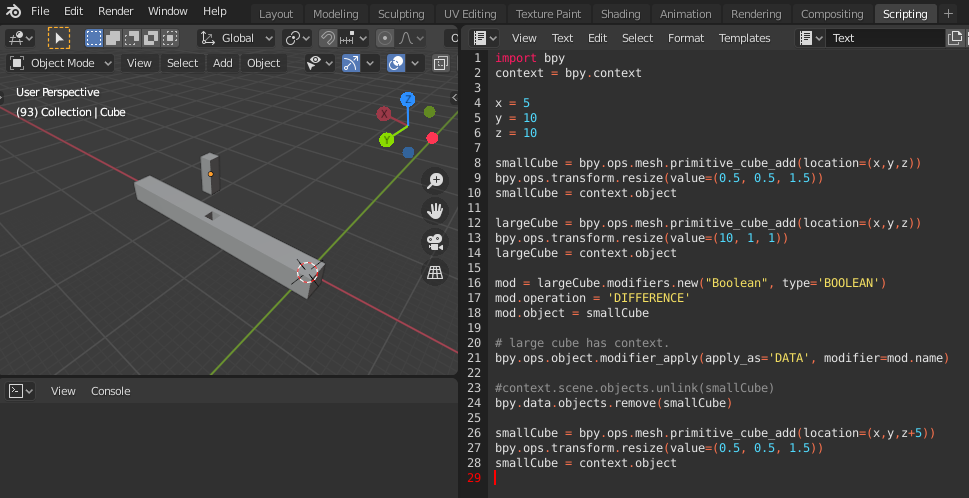 File Edit Render Window Help Layout Modeling Sculpting UV Editing Texture Paint Shading Animation Rendering Compositing Scripting +
Global
View Text Edit Select Format Templates Text
Object Mode View Select Add Object
User Perspective
(93) Collection | Cube
Z
X
Y
View Console
1 import bpy
2 context = bpy.context
3
4 x = 5
5 y = 10
6 z = 10
7
8 smallCube = bpy.ops.mesh.primitive_cube_add(location=(x,y,z))
9 bpy.ops.transform.resize(value=(0.5, 0.5, 1.5))
10 smallCube = context.object
11
12 largeCube = bpy.ops.mesh.primitive_cube_add(location=(x,y,z))
13 bpy.ops.transform.resize(value=(10, 1, 1))
14 largeCube = context.object
15
16 mod = largeCube.modifiers.new("Boolean", type='BOOLEAN')
17 mod.operation = 'DIFFERENCE'
18 mod.object = smallCube
19
20 # large cube has context.
21 bpy.ops.object.modifier_apply(apply_as='DATA', modifier=mod.name)
22
23 #context.scene.objects.unlink(smallCube)
24 bpy.data.objects.remove(smallCube)
25
26 smallCube = bpy.ops.mesh.primitive_cube_add(location=(x,y,z+5))
27 bpy.ops.transform.resize(value=(0.5, 0.5, 1.5))
28 smallCube = context.object
29